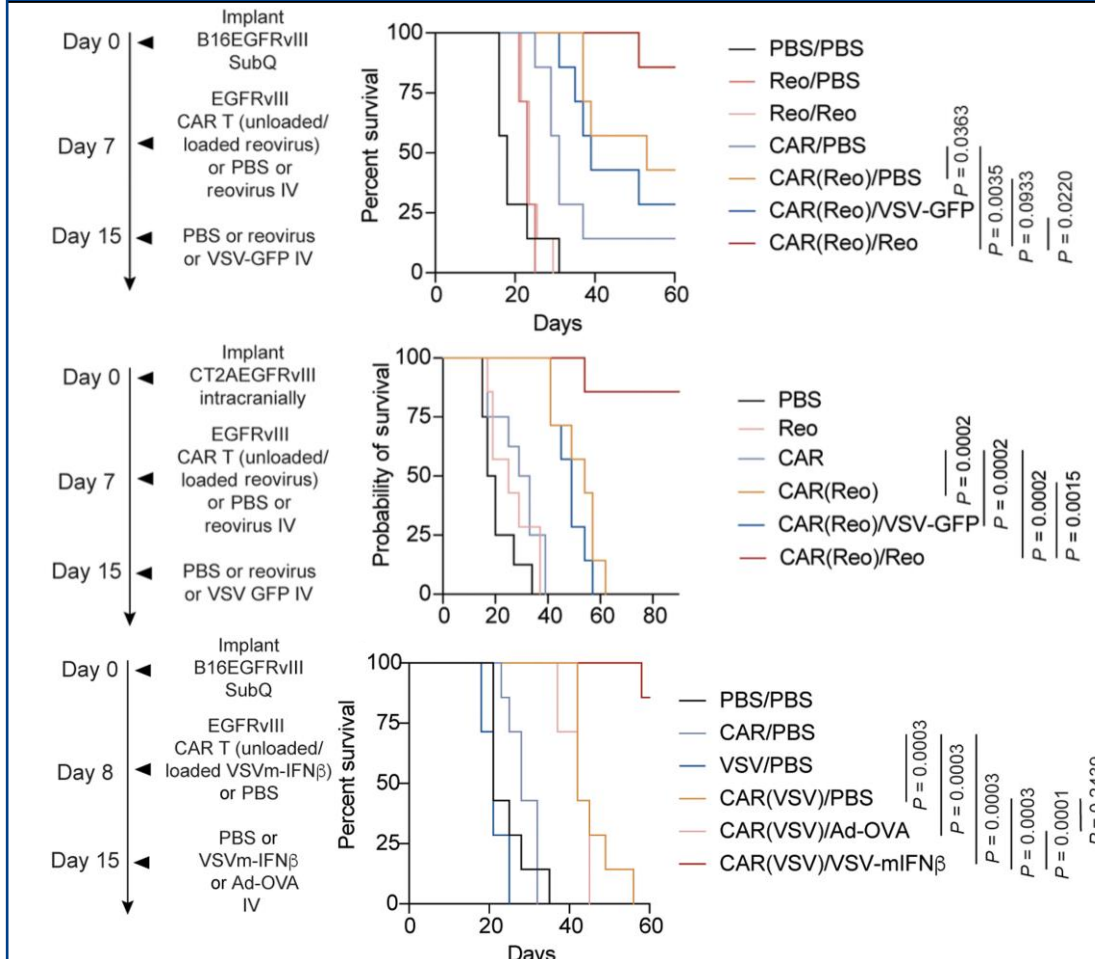 Day 0
Implant
B16EGFRvIII
SubQ
Day 7
EGFRvIII
CAR T (unloaded/
loaded reovirus)
or PBS or
reovirus IV
Day 15
PBS or reovirus
or VSV-GFP IV
Percent survival
100
75
50
25
0
0 20 40 60
Days
PBS/PBS
Reo/PBS
Reo/Reo
CAR/PBS
CAR(Reo)/PBS
CAR(Reo)/VSV-GFP
CAR(Reo)/Reo
P = 0.0363
P = 0.0035
P = 0.0933
P = 0.0220
Day 0
Implant
CT2AEGFRvIII
intracranially
Day 7
EGFRvIII
CAR T (unloaded/
loaded reovirus)
or PBS or
reovirus IV
Day 15
PBS or reovirus
or VSV GFP IV
Probability of survival
100
75
50
25
0
0 20 40 60 80
PBS
Reo
CAR
CAR(Reo)
CAR(Reo)/VSV-GFP
CAR(Reo)/Reo
P = 0.0002
P = 0.0002
P = 0.0002
P = 0.0015
Day 0
Implant
B16EGFRvIII
SubQ
Day 8
EGFRvIII
CAR T (unloaded/
loaded VSVm-IFNβ)
or PBS
Day 15
PBS or
VSVm-IFNβ
or Ad-OVA
IV
Percent survival
100
75
50
25
0
0 20 40 60
Days
PBS/PBS
CAR/PBS
VSV/PBS
CAR(VSV)/PBS
CAR(VSV)/Ad-OVA
CAR(VSV)/VSV-mIFNβ
P = 0.0003
P = 0.0003
P = 0.0003
P = 0.0003
P = 0.0001